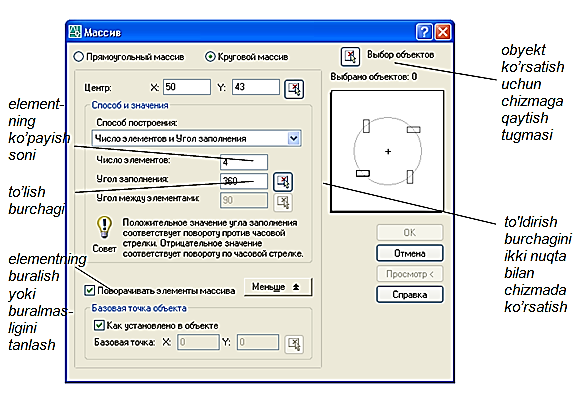 Массив
Прямоугольный массив
Круговой массив
Выбор объектов
Выбрано объектов: 0
Центр: X: 50 Y: 43
Способ и значения
Способ построения:
Число элементов и Угол заполнения
Число элементов: 4
Угол заполнения: 360
Угол между элементами: 90
Совет
Положительное значение угла заполнения
соответствует повороту против часовой
стрелки. Отрицательное значение
соответствует повороту по часовой стрелке.
Поворачивать элементы массива
Меньше
Базовая точка объекта
Как установлено в объекте
Базовая точка: X: 0 Y: 0
ОК
Отмена
Просмотр <
Справка
element-
ning
ko'payish
soni
to'lish
burchagi
elementning
buralish
yoki
buralmas-
ligini
tanlash
obyekt
ko'rsatish
uchun
chizmaga
qaytish
tugmasi
to'ldirish
burchagini
ikki nuqta
bilan
chizmada
ko'rsatish